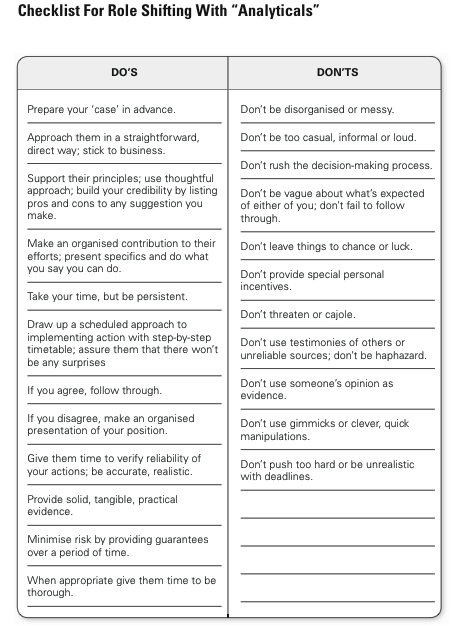 Checklist For Role Shifting With “Analyticals”
DO’S
Prepare your ‘case’ in advance.
Approach them in a straightforward,
direct way; stick to business.
Support their principles; use thoughtful
approach; build your credibility by listing
pros and cons to any suggestion you
make.
Make an organised contribution to their
efforts; present specifics and do what
you say you can do.
Take your time, but be persistent.
Draw up a scheduled approach to
implementing action with step-by-step
timetable; assure them that there won’t
be any surprises
If you agree, follow through.
If you disagree, make an organised
presentation of your position.
Give them time to verify reliability of
your actions; be accurate, realistic.
Provide solid, tangible, practical
evidence.
Minimise risk by providing guarantees
over a period of time.
When appropriate give them time to be
thorough.
DON’TS
Don’t be disorganised or messy.
Don’t be too casual, informal or loud.
Don’t rush the decision-making process.
Don’t be vague about what’s expected
of either of you; don’t fail to follow
through.
Don’t leave things to chance or luck.
Don’t provide special personal
incentives.
Don’t threaten or cajole.
Don’t use testimonies of others or
unreliable sources; don’t be haphazard.
Don’t use someone’s opinion as
evidence.
Don’t use gimmicks or clever, quick
manipulations.
Don’t push too hard or be unrealistic
with deadlines.